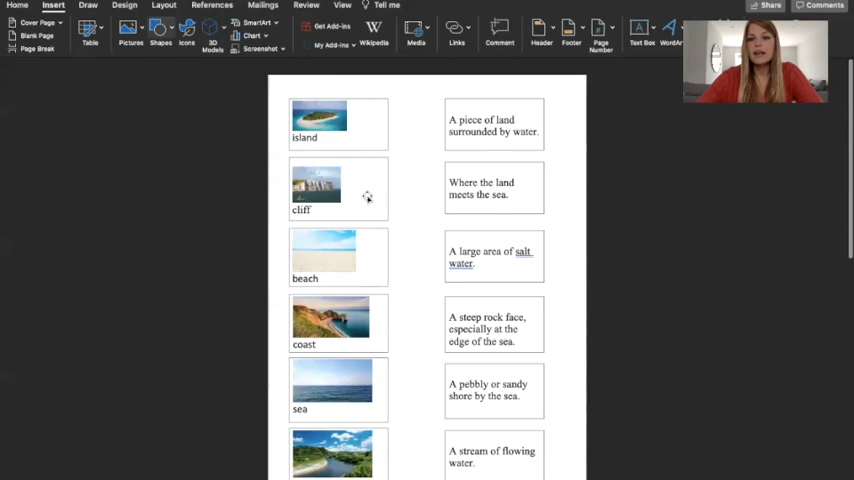 Home Insert Draw Design Layout References Mailings Review View Tell me Share Comments
Cover Page
Blank Page
Page Break
Table
Pictures
Shapes
Icons
3D
Models
SmartArt
Chart
Screenshot
Get Add-ins
My Add-ins
Wikipedia
Media
Links
Comment
Header
Footer
Page
Number
Text Box
WordArt
island
A piece of land
surrounded by water.
cliff
Where the land
meets the sea.
beach
A large area of salt
water.
coast
A steep rock face,
especially at the
edge of the sea.
sea
A pebbly or sandy
shore by the sea.
A stream of flowing
water.